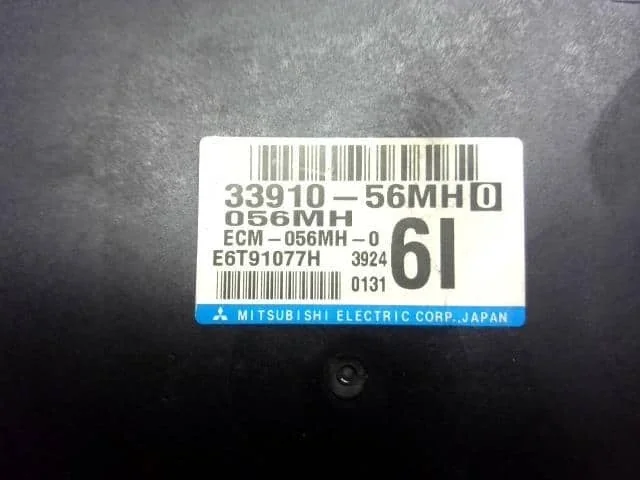 33910-56MH0
056MH
ECM-056MH-0
6I
E6T91077H 3924
0131
MITSUBISHI ELECTRIC CORP.,JAPAN